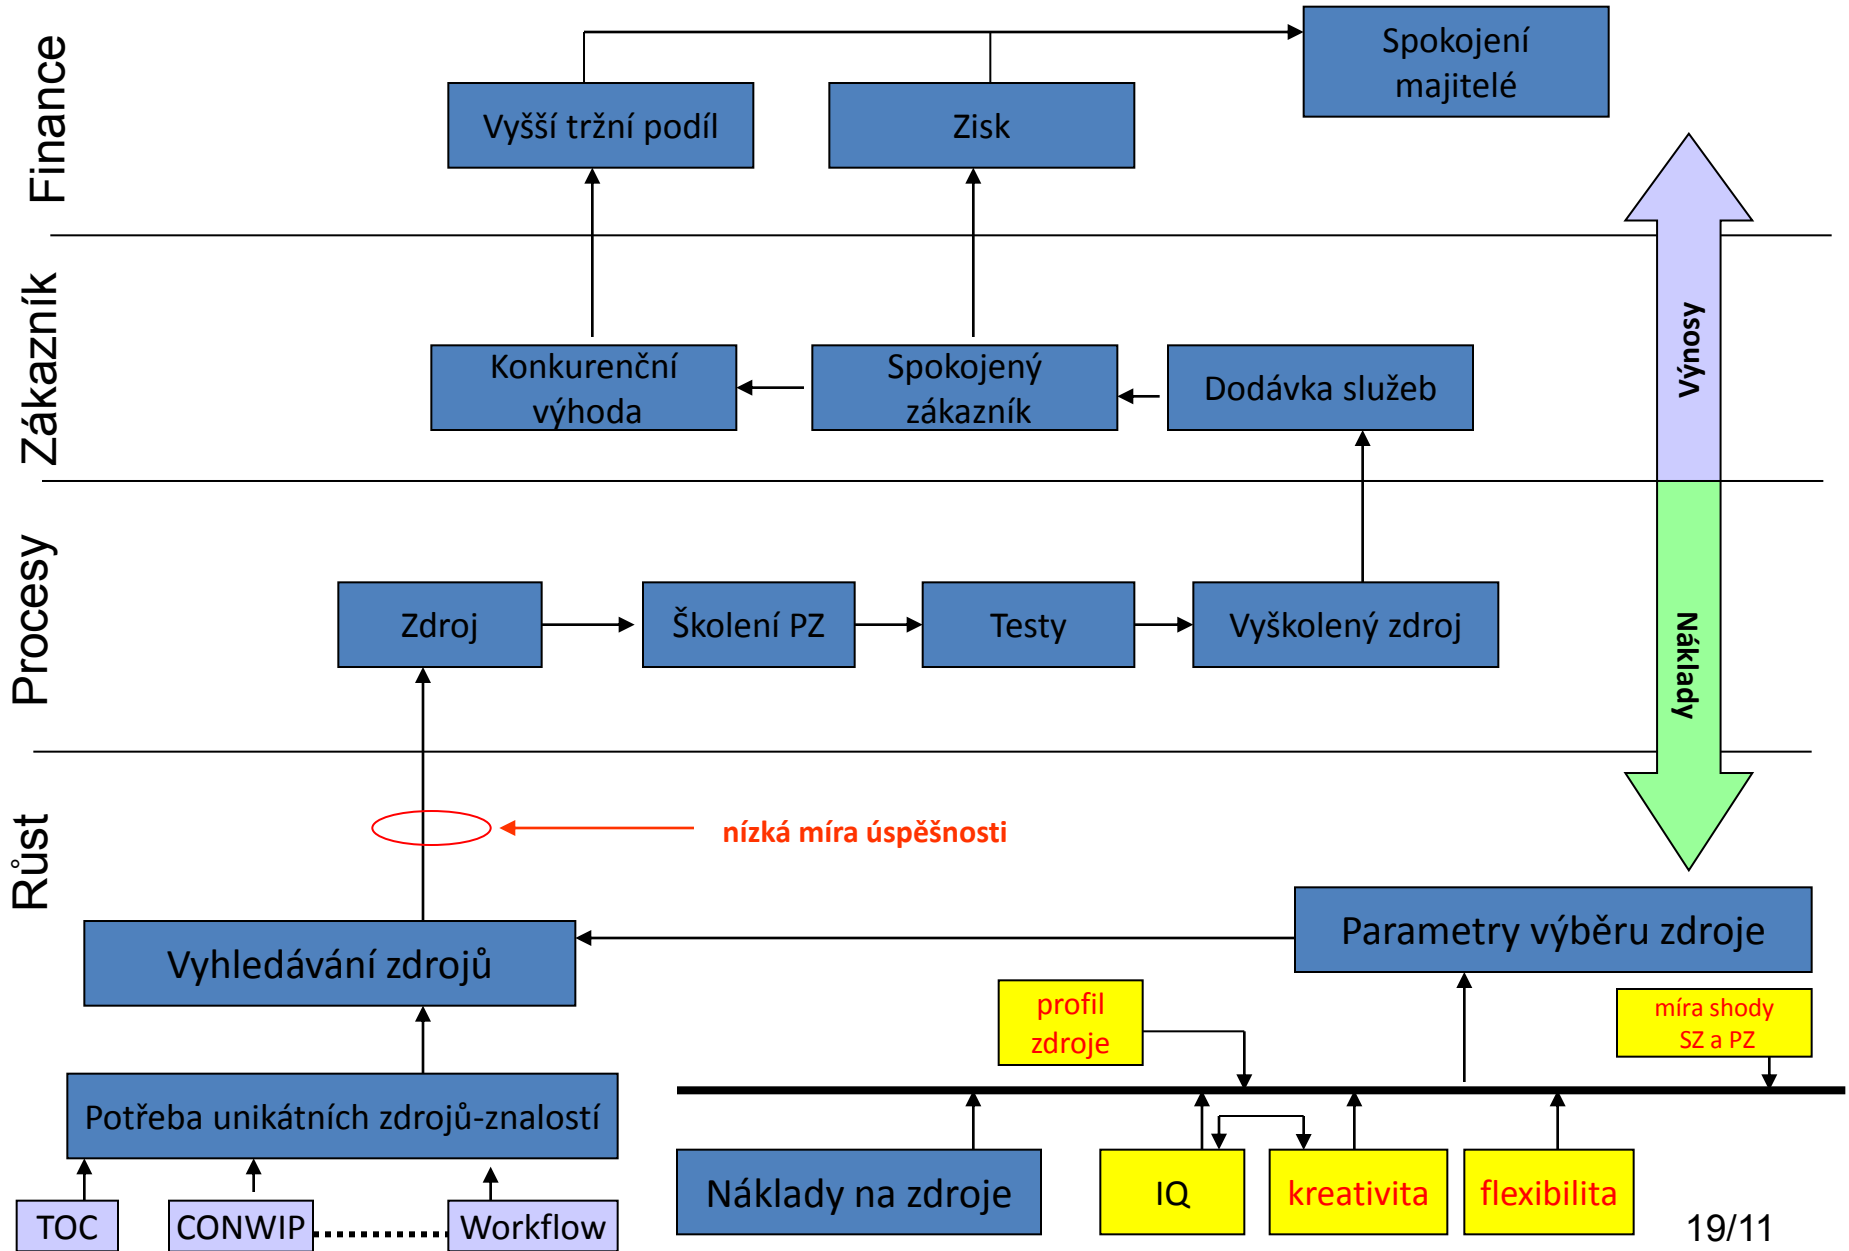 Finance
Spokojení
majitelé
Vyšší tržní podíl
Zisk
Zákazník
Konkurenční
výhoda
Spokojený
zákazník
Dodávka služeb
Výnosy
Procesy
Zdroj
Školení PZ
Testy
Vyškolený zdroj
Náklady
Růst
nízká míra úspěšnosti
Vyhledávání zdrojů
Parametry výběru zdroje
profil
zdroje
míra shody
SZ a PZ
Potřeba unikátních zdrojů-znalostí
Náklady na zdroje
IQ
kreativita
flexibilita
TOC
CONWIP
Workflow
19/11